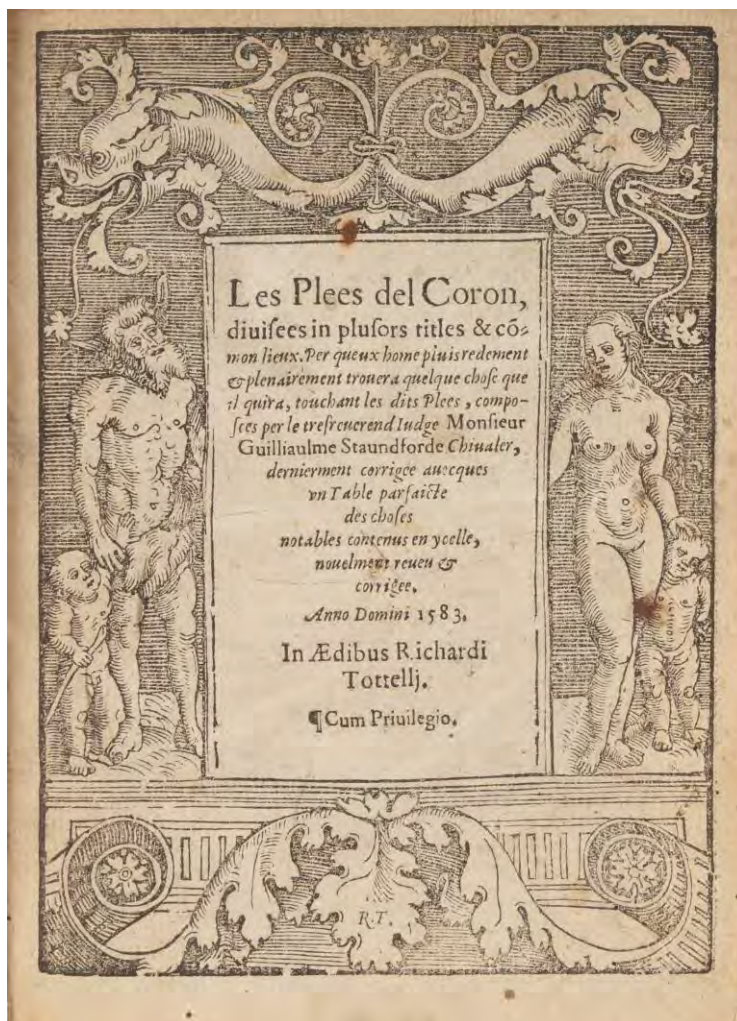 Les Plees del Coron,
diuiſees in pluſors titles & cõ-
mon lieux. Per queux home pluis redement
& plenairement trouera quelque choſe que
il quira, touchant les dits Plees, compo-
ſees per le treſreuerend Iudge Monſieur
Guilliaulme Staundforde Chiualer,
dernierment corrigee auecques
vn Table parfaicte
des choſes
notables contenus en ycelle,
nouelment reueu &
corrigee.
Anno Domini 1583.
In Ædibus Richardi
Tottellj.
¶Cum Priuilegio.
R.T.